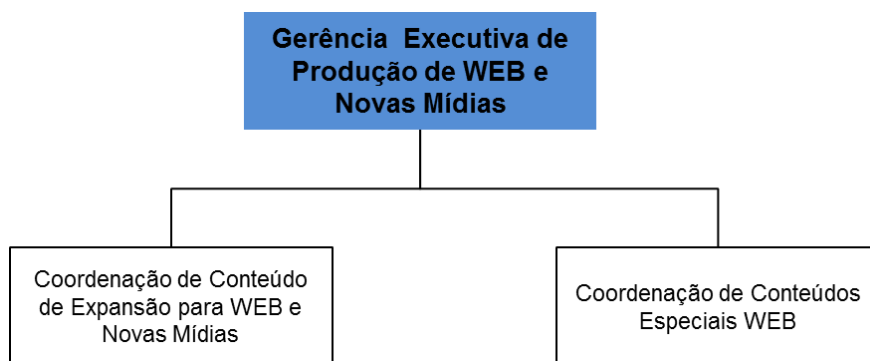 Gerência Executiva de
Produção de WEB e
Novas Mídias
Coordenação de Conteúdo
de Expansão para WEB e
Novas Mídias
Coordenação de Conteúdos
Especiais WEB